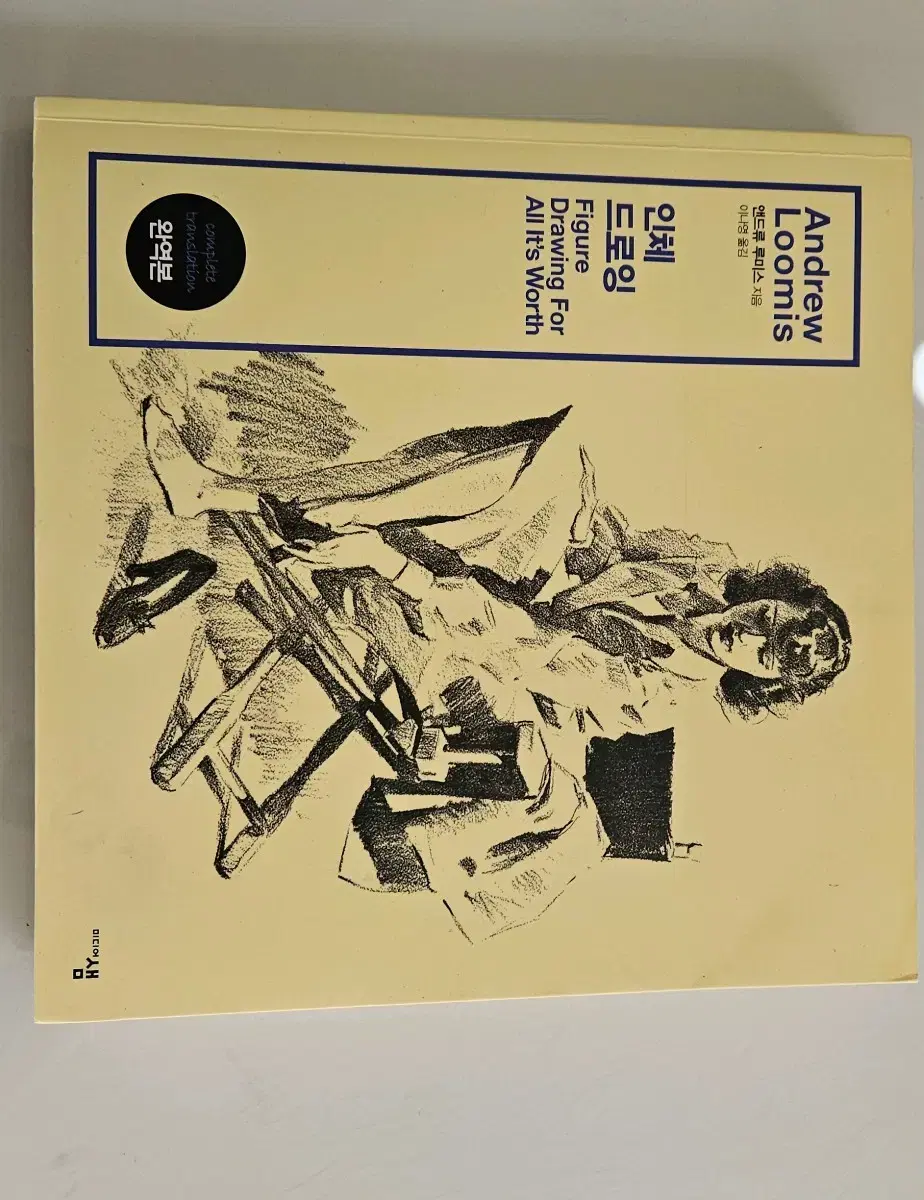 Andrew
Loomis
앤드류 루미스 지음
이나영 옮김
인체
드로잉
Figure
Drawing For
All It's Worth
complete
translation
완역본